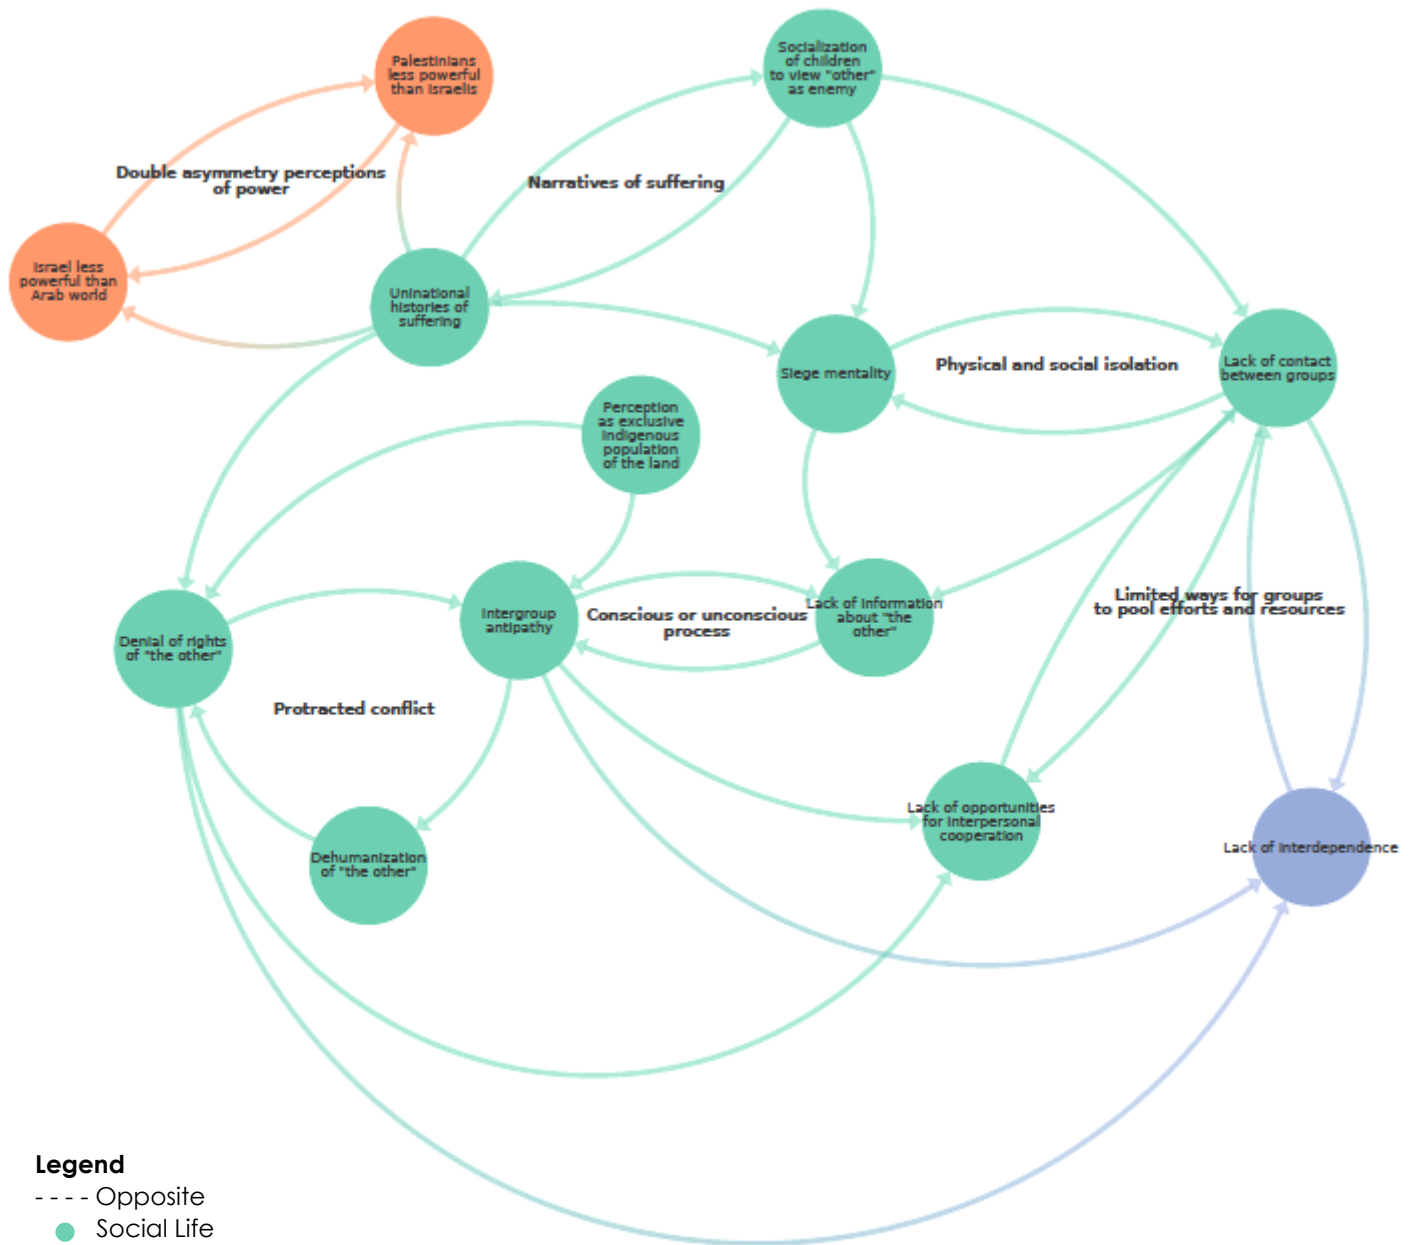 Palestinians
less powerful
than Israelis
Socialization
of children
to view "other"
as enemy
Double asymmetry perceptions
of power
Narratives of suffering
Israel less
powerful than
Arab world
Uninational
histories of
suffering
Siege mentality
Physical and social isolation
Lack of contact
between groups
Perception
as exclusive
indigenous
population
of the land
Denial of rights
of "the other"
Intergroup
antipathy
Conscious or unconscious
process
Lack of information
about "the
other"
Limited ways for groups
to pool efforts and resources
Protracted conflict
Dehumanization
of "the other"
Lack of opportunities
for interpersonal
cooperation
Lack of interdependence
Legend
- - - - Opposite
Social Life